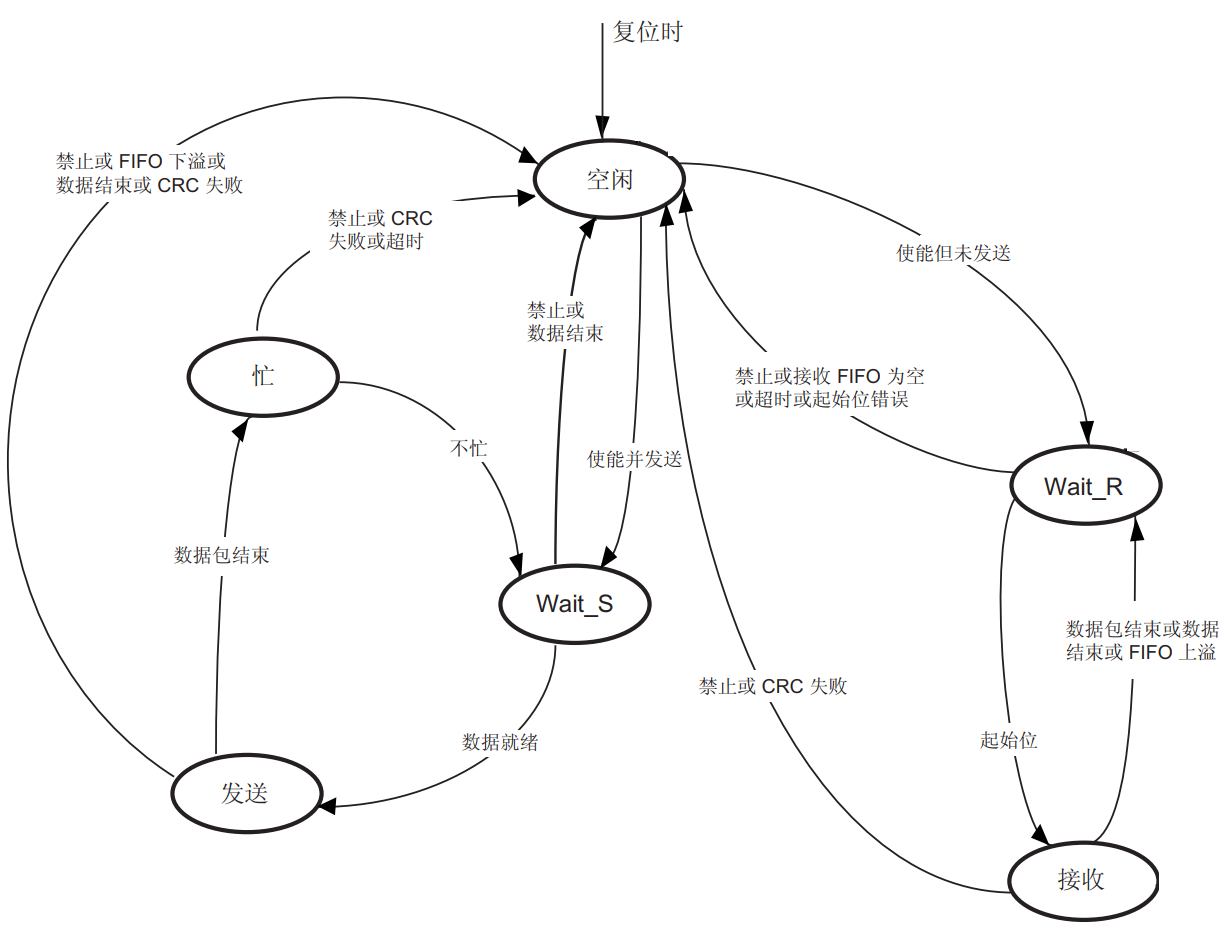 复位时
禁止或 FIFO 下溢或
数据结束或 CRC 失败
空闲
禁止或 CRC
失败或超时
使能但未发送
禁止或
数据结束
忙
禁止或接收 FIFO 为空
或超时或起始位错误
不忙
使能并发送
Wait_R
数据包结束
Wait_S
数据包结束或数据
结束或 FIFO 上溢
禁止或 CRC 失败
数据就绪
起始位
发送
接收